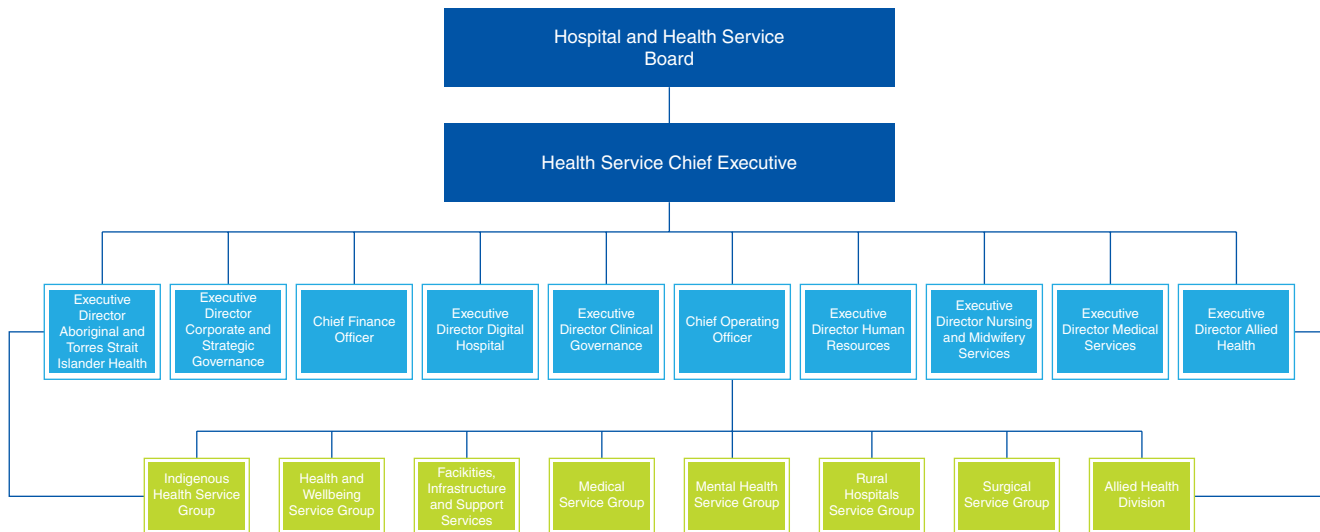 Hospital and Health Service
Board
Health Service Chief Executive
Executive
Director
Aboriginal and
Torres Strait
Islander Health
Executive
Director
Corporate and
Strategic
Governance
Chief Finance
Officer
Executive
Director Digital
Hospital
Executive
Director Clinical
Governance
Chief Operating
Officer
Executive
Director Human
Resources
Executive
Director Nursing
and Midwifery
Services
Executive
Director Medical
Services
Executive
Director Allied
Health
Indigenous
Health Service
Group
Health and
Wellbeing
Service Group
Facikities,
Infrastructure
and Support
Services
Medical
Service Group
Mental Health
Service Group
Rural
Hospitals
Service Group
Surgical
Service Group
Allied Health
Division